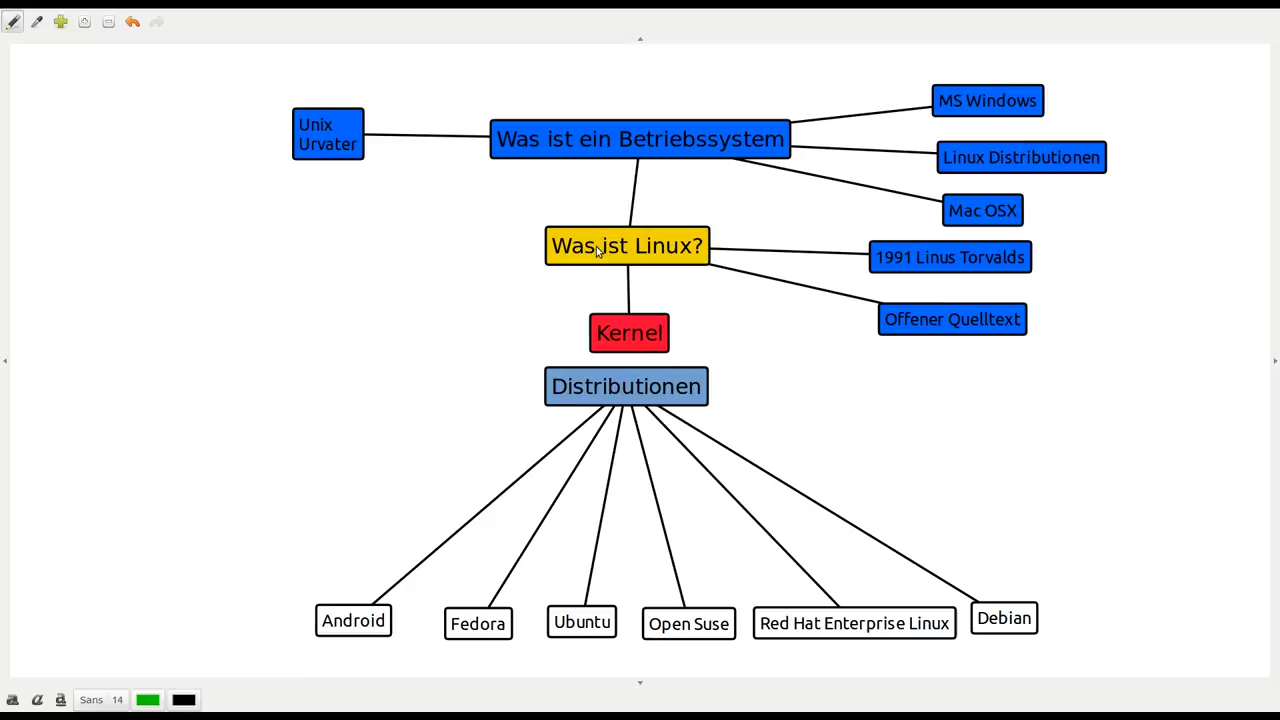 MS Windows
Unix
Urvater
Was ist ein Betriebssystem
Linux Distributionen
Mac OSX
Was ist Linux?
1991 Linus Torvalds
Offener Quelltext
Kernel
Distributionen
Android
Fedora
Ubuntu
Open Suse
Red Hat Enterprise Linux
Debian
a a a Sans 14